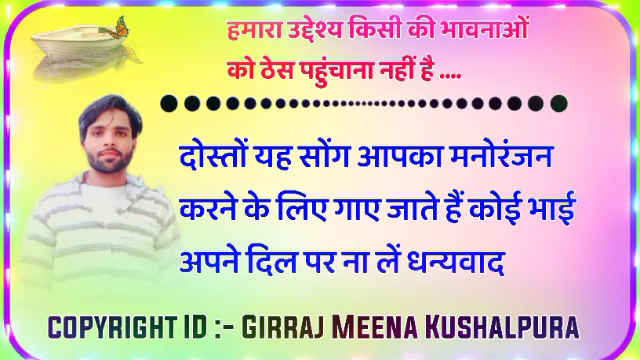 हमारा उद्देश्य किसी की भावनाओं
को ठेस पहुंचाना नहीं है ....
दोस्तों यह सोंग आपका मनोरंजन
करने के लिए गाए जाते हैं कोई भाई
अपने दिल पर ना लें धन्यवाद
COPYRIGHT ID :- GIRRAJ MEENA KUSHALPURA